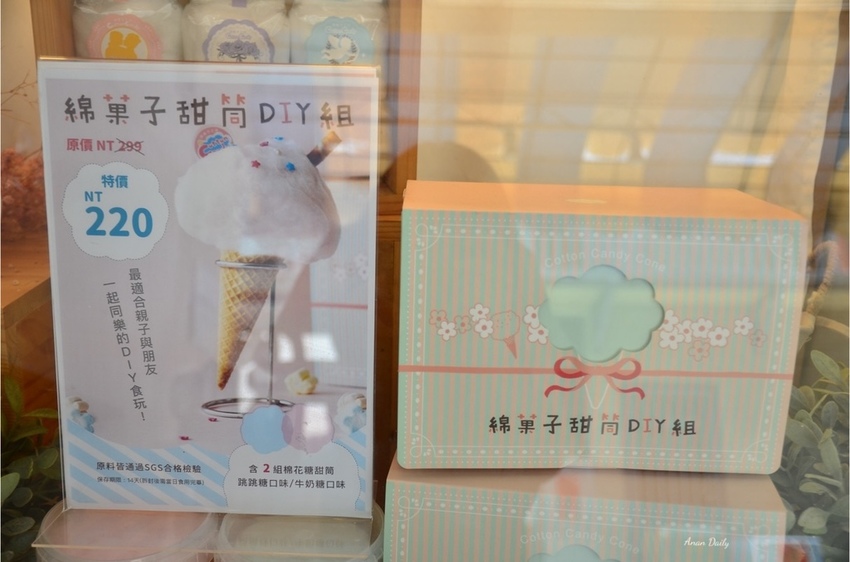 綿菓子甜筒DIY組
原價 NT 299
特價
NT
220
最適合親子與朋友
一起同樂的DIY食玩！
原料皆通過SGS合格檢驗
含 2 組棉花糖甜筒
跳跳糖口味/牛奶糖口味
Cotton Candy Cone
綿菓子甜筒DIY組
Cotton Candy Cone
Anan Daily